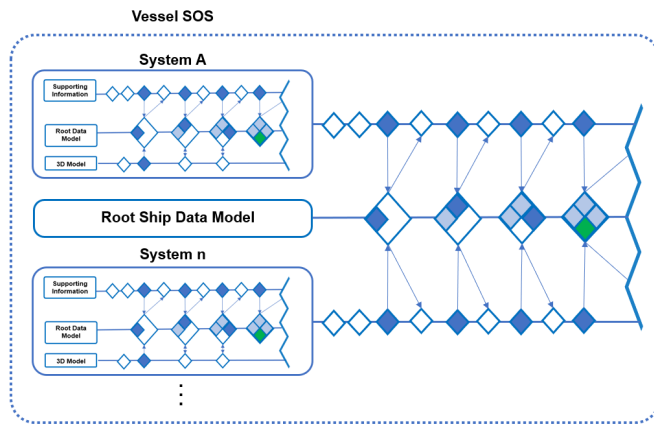 Vessel SOS
System A
Supporting
Information
Root Data
Model
3D Model
Root Ship Data Model
System n
Supporting
Information
Root Data
Model
3D Model